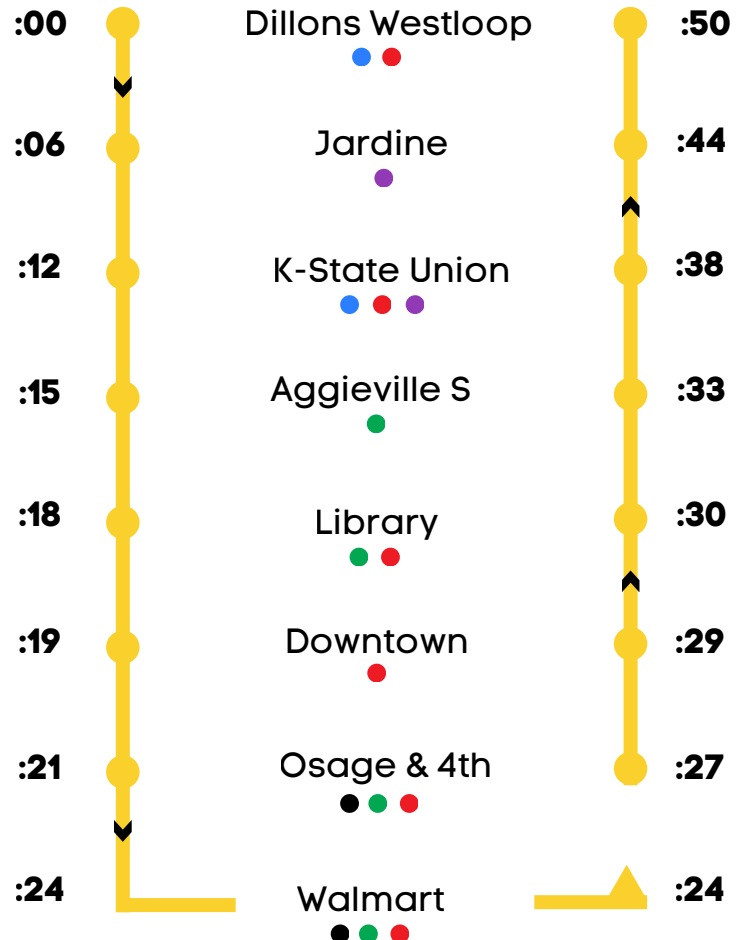 :00 Dillons Westloop :50
:06 Jardine :44
:12 K-State Union :38
:15 Aggieville S :33
:18 Library :30
:19 Downtown :29
:21 Osage & 4th :27
:24 Walmart :24